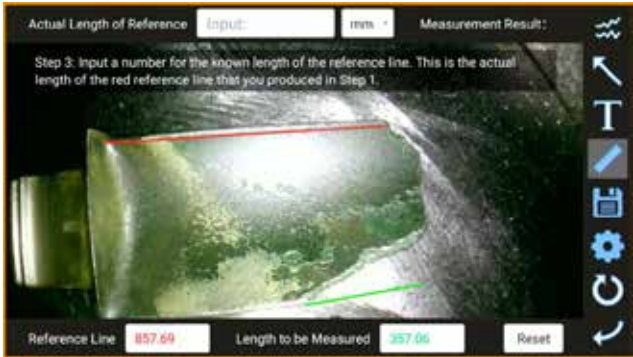 Actual Length of Reference Input: mm Measurement Result:
Step 3: Input a number for the known length of the reference line. This is the actual
length of the red reference line that you produced in Step 1.
T
Reference Line 857.69 Length to be Measured 357.06 Reset